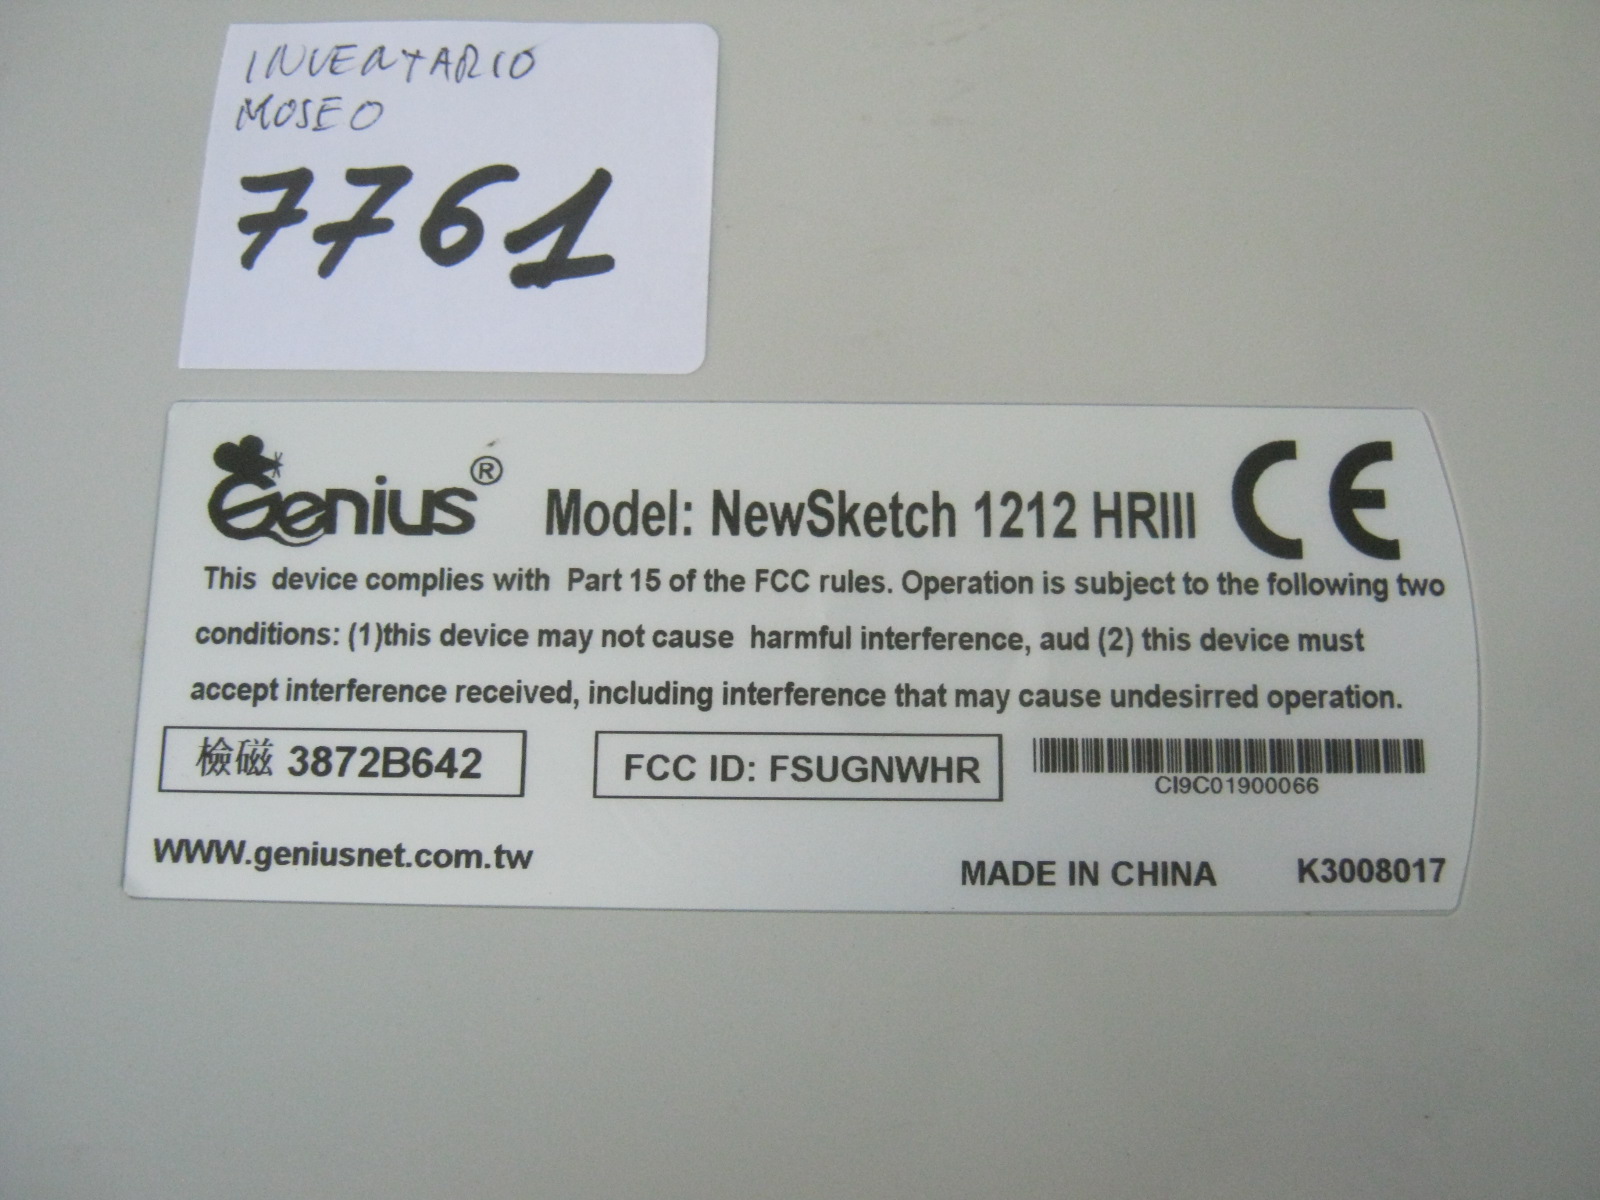 INVENTARIO
MUSEO
7761
Genius®
Model: NewSketch 1212 HRIII
CE
This device complies with Part 15 of the FCC rules. Operation is subject to the following two
conditions: (1)this device may not cause harmful interference, aud (2) this device must
accept interference received, including interference that may cause undesirred operation.
檢磁 3872B642
FCC ID: FSUGNWHR
CI9C01900066
WWW.geniusnet.com.tw
MADE IN CHINA
K3008017